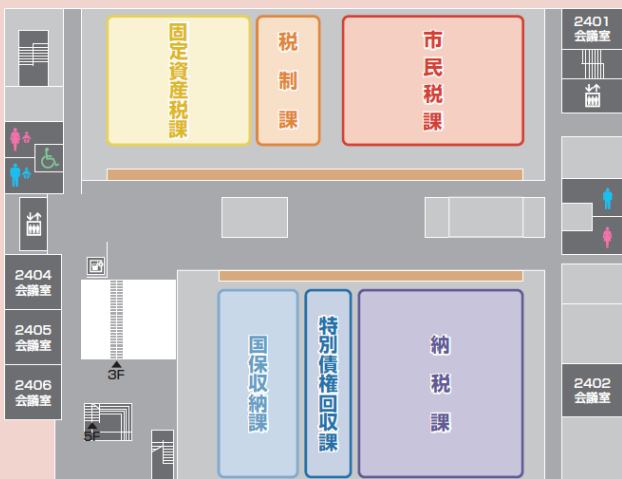 固定資産税課
税制課
市民税課
2401
会議室
2404
会議室
2405
会議室
2406
会議室
3F
5F
国保収納課
特別債権回収課
納税課
2402
会議室